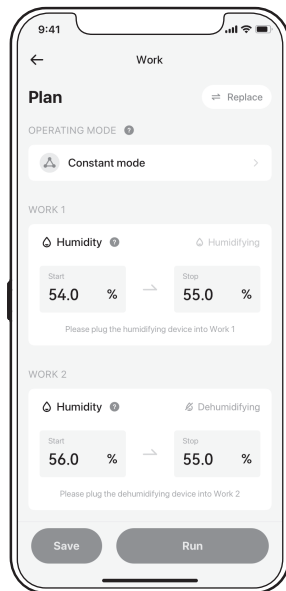 9:41
Work
Plan
Replace
OPERATING MODE ?
Constant mode
WORK 1
Humidity ? Humidifying
Start Stop
54.0 % 55.0 %
Please plug the humidifying device into Work 1
WORK 2
Humidity ? Dehumidifying
Start Stop
56.0 % 55.0 %
Please plug the dehumidifying device into Work 2
Save Run